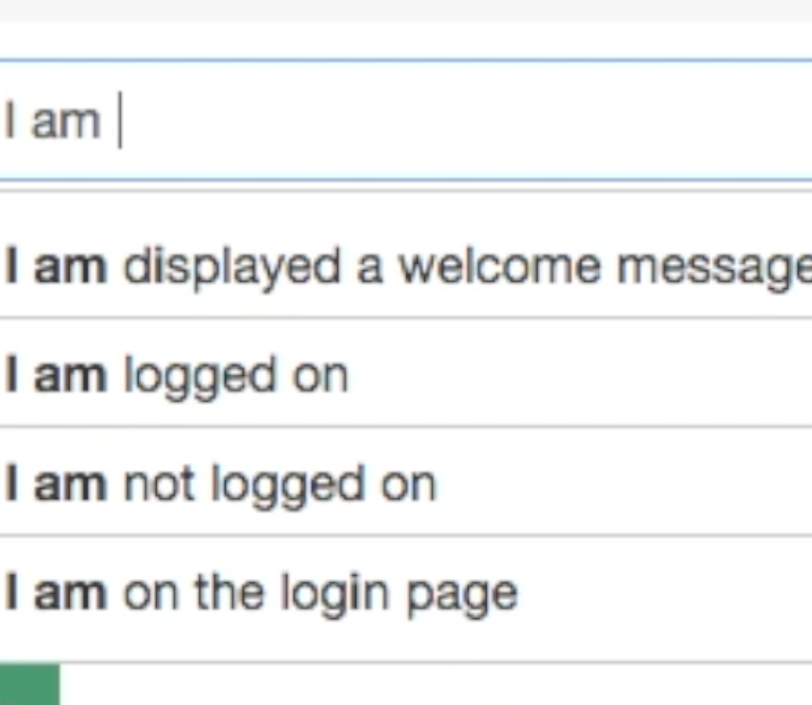 I am
I am displayed a welcome message
I am logged on
I am not logged on
I am on the login page